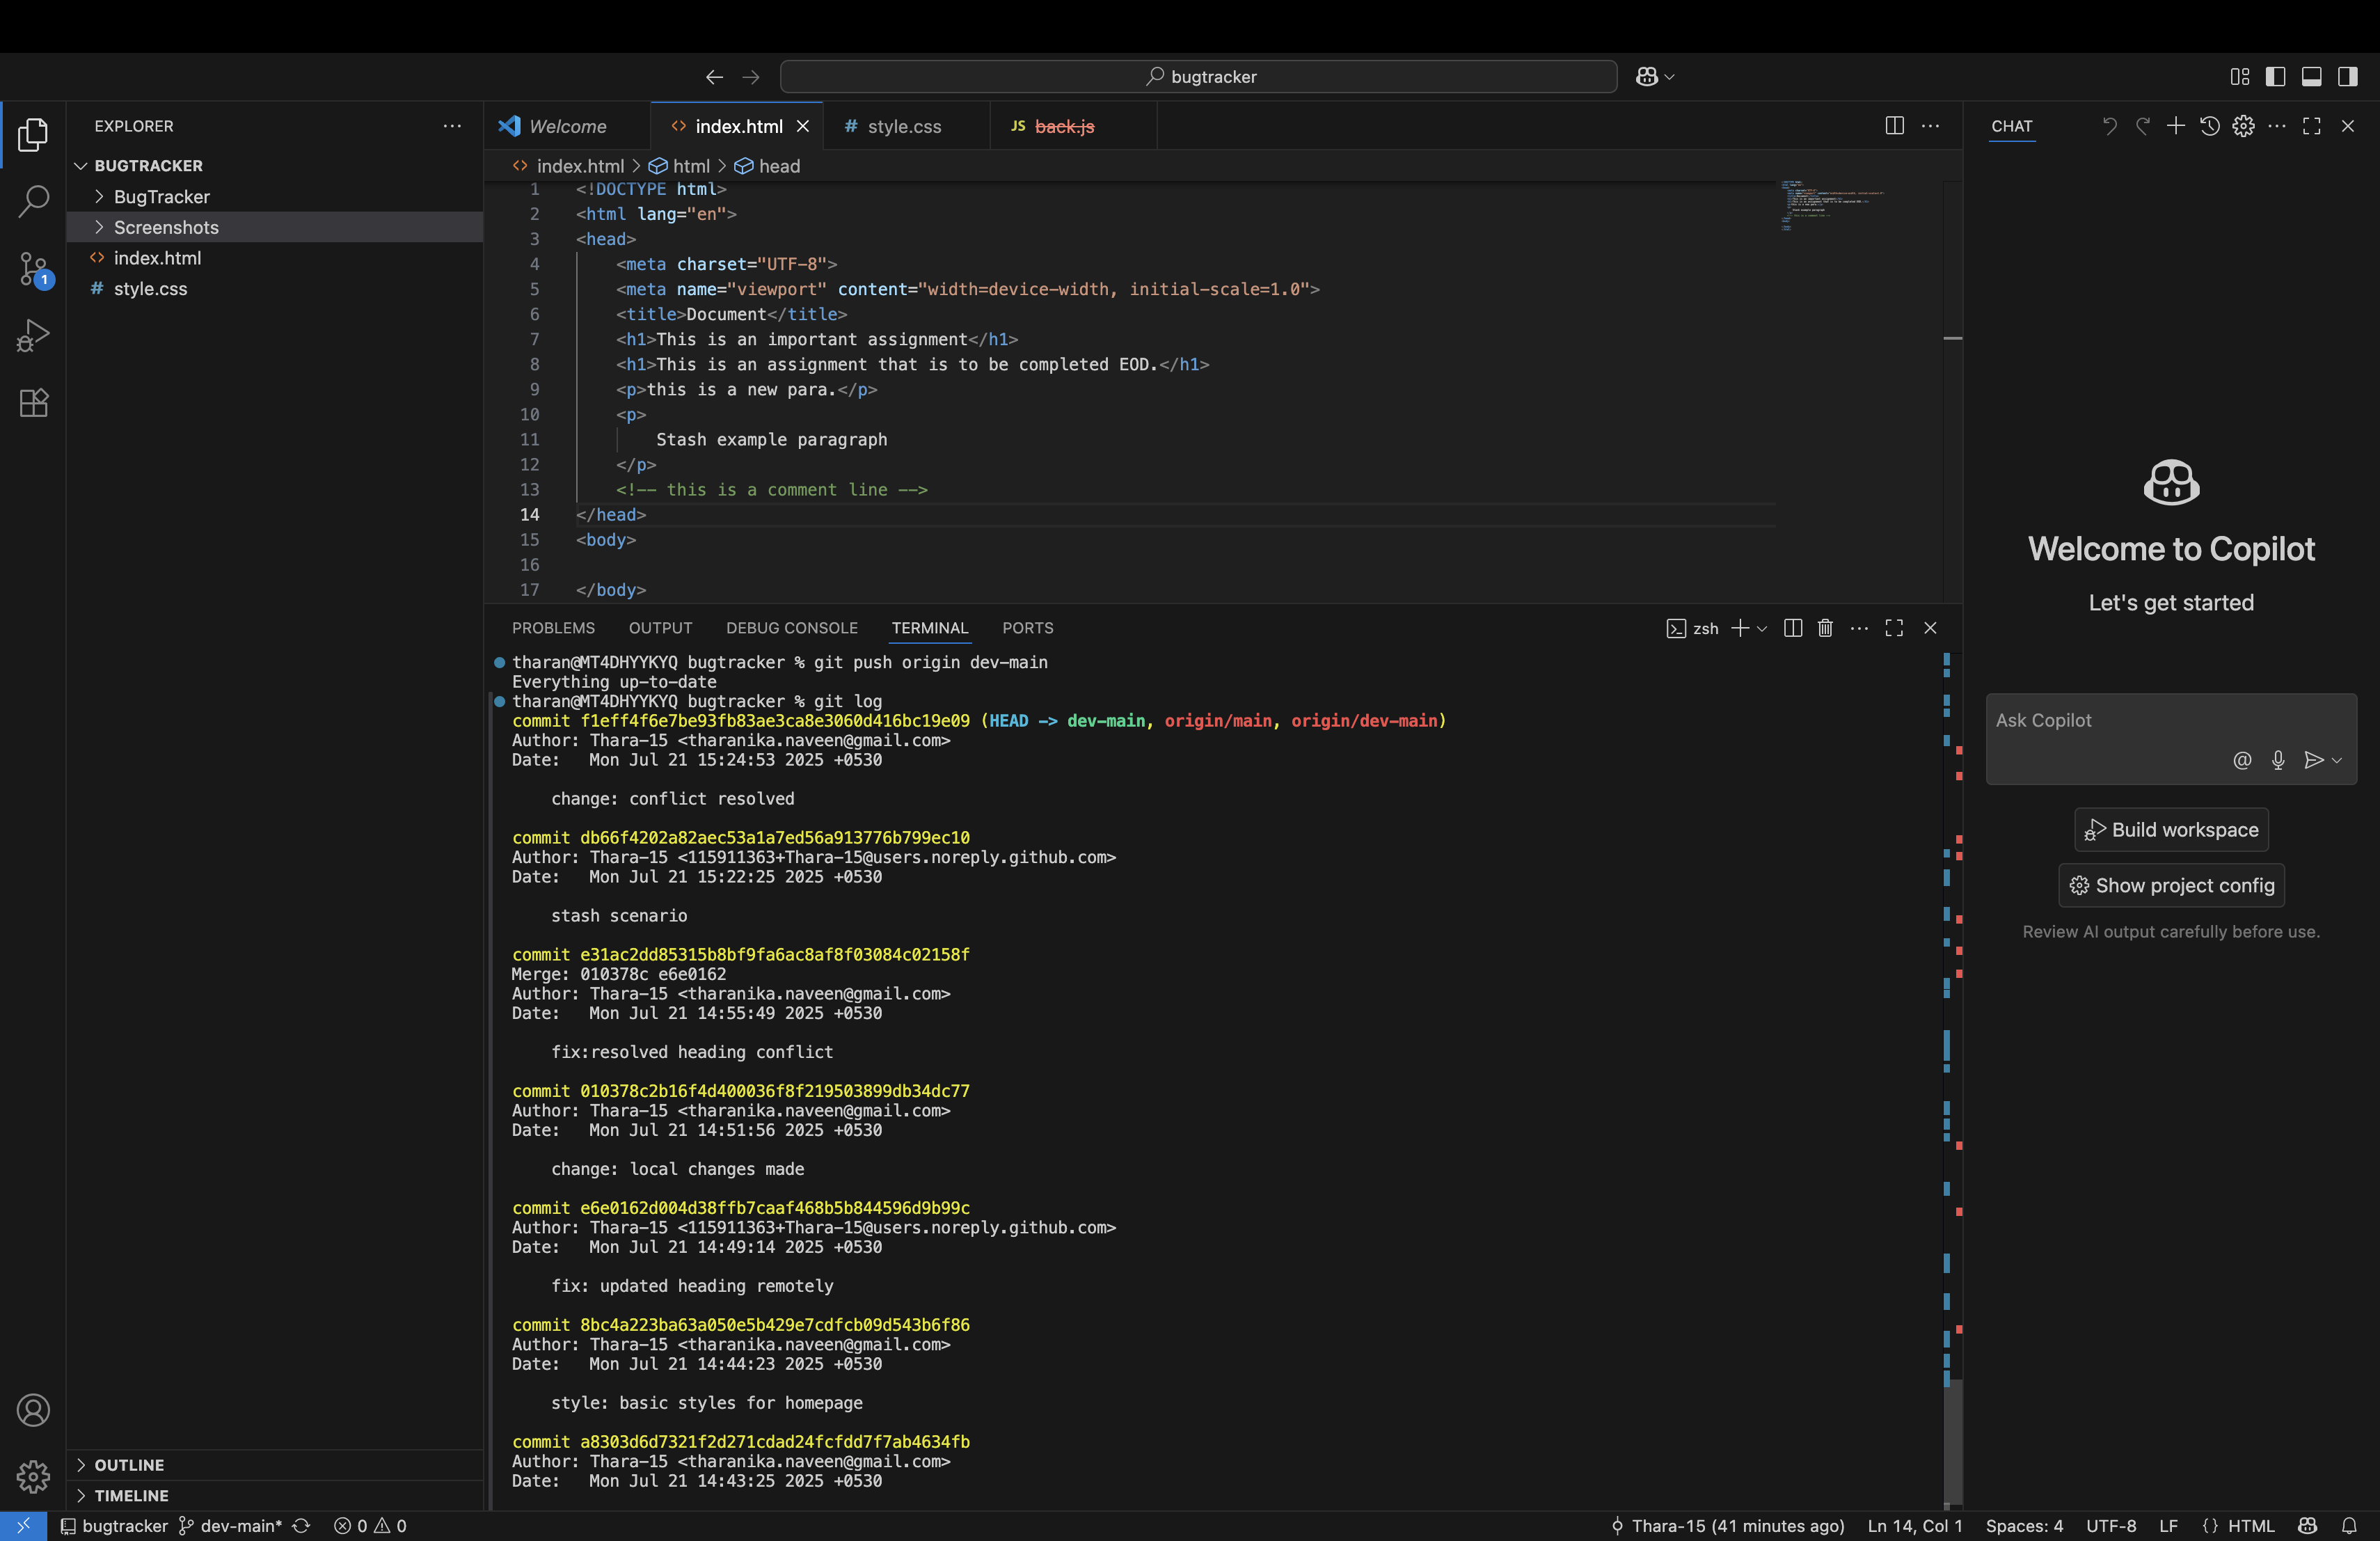 bugtracker
EXPLORER
BUGTRACKER
BugTracker
Screenshots
index.html
style.css
OUTLINE
TIMELINE
1
Welcome
index.html
style.css
JS back.js
index.html > html > head
1 <!DOCTYPE html>
2 <html lang="en">
3 <head>
4 <meta charset="UTF-8">
5 <meta name="viewport" content="width=device-width, initial-scale=1.0">
6 <title>Document</title>
7 <h1>This is an important assignment</h1>
8 <h1>This is an assignment that is to be completed EOD.</h1>
9 <p>this is a new para.</p>
10 <p>
11 Stash example paragraph
12 </p>
13 <!-- this is a comment line -->
14 </head>
15 <body>
16
17 </body>
PROBLEMS OUTPUT DEBUG CONSOLE TERMINAL PORTS
zsh
tharan@MT4DHYYKYQ bugtracker % git push origin dev-main
Everything up-to-date
tharan@MT4DHYYKYQ bugtracker % git log
commit f1eff4f6e7be93fb83ae3ca8e3060d416bc19e09 (HEAD -> dev-main, origin/main, origin/dev-main)
Author: Thara-15 <tharanika.naveen@gmail.com>
Date: Mon Jul 21 15:24:53 2025 +0530
change: conflict resolved
commit db66f4202a82aec53a1a7ed56a913776b799ec10
Author: Thara-15 <115911363+Thara-15@users.noreply.github.com>
Date: Mon Jul 21 15:22:25 2025 +0530
stash scenario
commit e31ac2dd85315b8bf9fa6ac8af8f03084c02158f
Merge: 010378c e6e0162
Author: Thara-15 <tharanika.naveen@gmail.com>
Date: Mon Jul 21 14:55:49 2025 +0530
fix:resolved heading conflict
commit 010378c2b16f4d400036f8f219503899db34dc77
Author: Thara-15 <tharanika.naveen@gmail.com>
Date: Mon Jul 21 14:51:56 2025 +0530
change: local changes made
commit e6e0162d004d38ffb7caaf468b5b844596d9b99c
Author: Thara-15 <115911363+Thara-15@users.noreply.github.com>
Date: Mon Jul 21 14:49:14 2025 +0530
fix: updated heading remotely
commit 8bc4a223ba63a050e5b429e7cdfcb09d543b6f86
Author: Thara-15 <tharanika.naveen@gmail.com>
Date: Mon Jul 21 14:44:23 2025 +0530
style: basic styles for homepage
commit a8303d6d7321f2d271cdad24fcfdd7f7ab4634fb
Author: Thara-15 <tharanika.naveen@gmail.com>
Date: Mon Jul 21 14:43:25 2025 +0530
CHAT
Welcome to Copilot
Let's get started
Ask Copilot
Build workspace
Show project config
Review AI output carefully before use.
bugtracker dev-main* 0 0 Thara-15 (41 minutes ago) Ln 14, Col 1 Spaces: 4 UTF-8 LF {} HTML